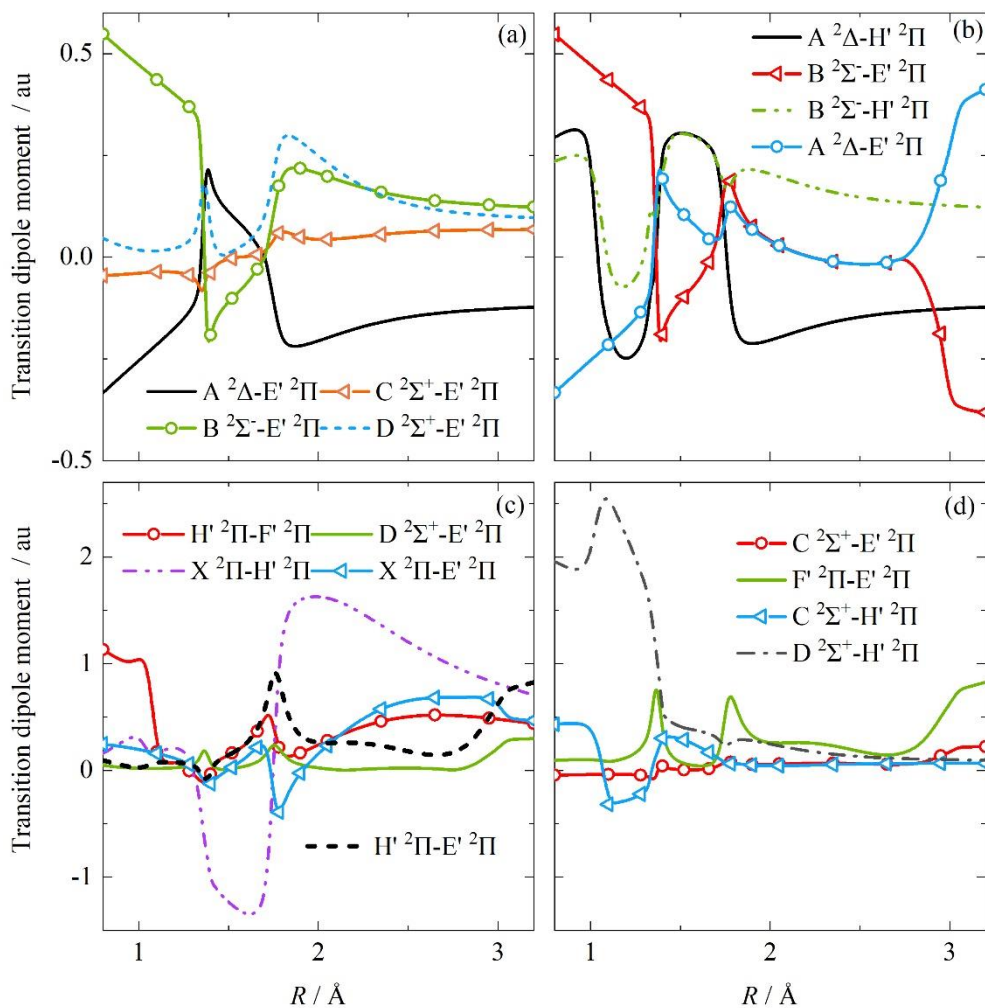 (a)
Transition dipole moment / au
0.5
0.0
-0.5
A ²Δ-E' ²Π
C ²Σ⁺-E' ²Π
B ²Σ⁻-E' ²Π
D ²Σ⁺-E' ²Π
(b)
A ²Δ-H' ²Π
B ²Σ⁻-E' ²Π
B ²Σ⁻-H' ²Π
A ²Δ-E' ²Π
(c)
Transition dipole moment / au
2
1
0
-1
H' ²Π-F' ²Π
D ²Σ⁺-E' ²Π
X ²Π-H' ²Π
X ²Π-E' ²Π
H' ²Π-E' ²Π
1 2 3
R / Å
(d)
C ²Σ⁺-E' ²Π
F' ²Π-E' ²Π
C ²Σ⁺-H' ²Π
D ²Σ⁺-H' ²Π
1 2 3
R / Å